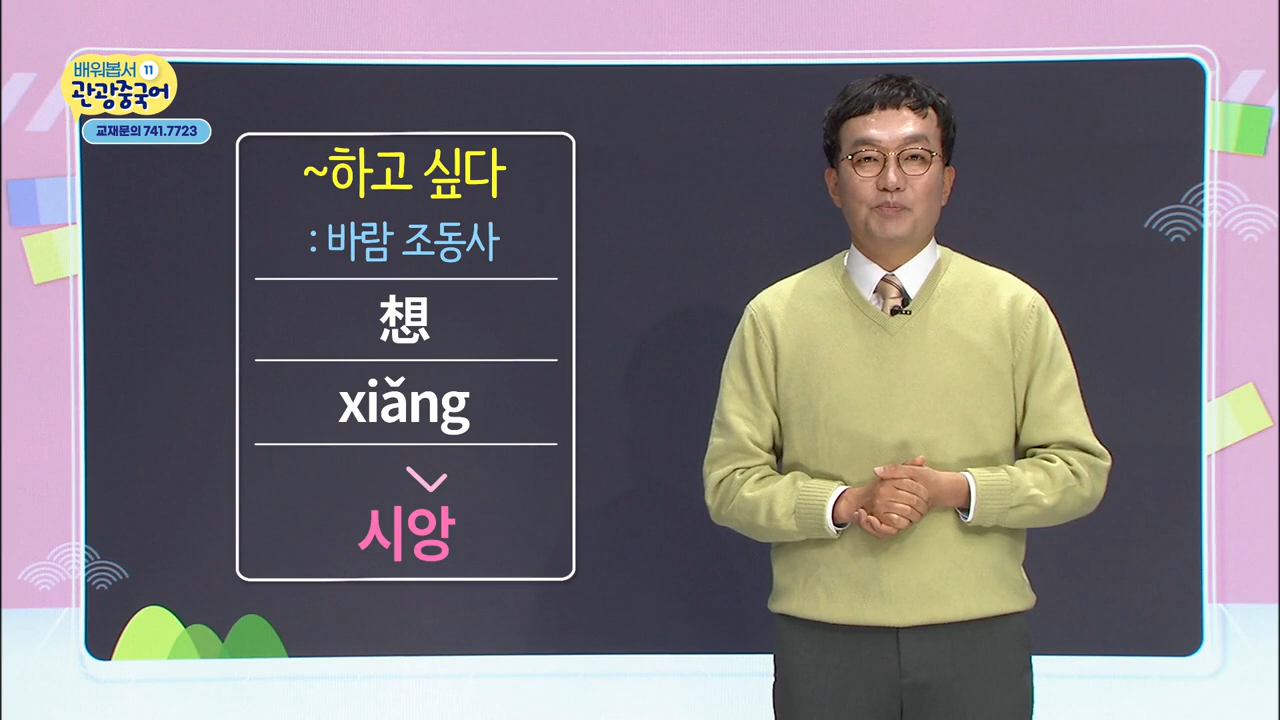 배워봅서 11
관광중국어
교재문의 741.7723
~하고 싶다
: 바람 조동사
想
xiǎng
시앙